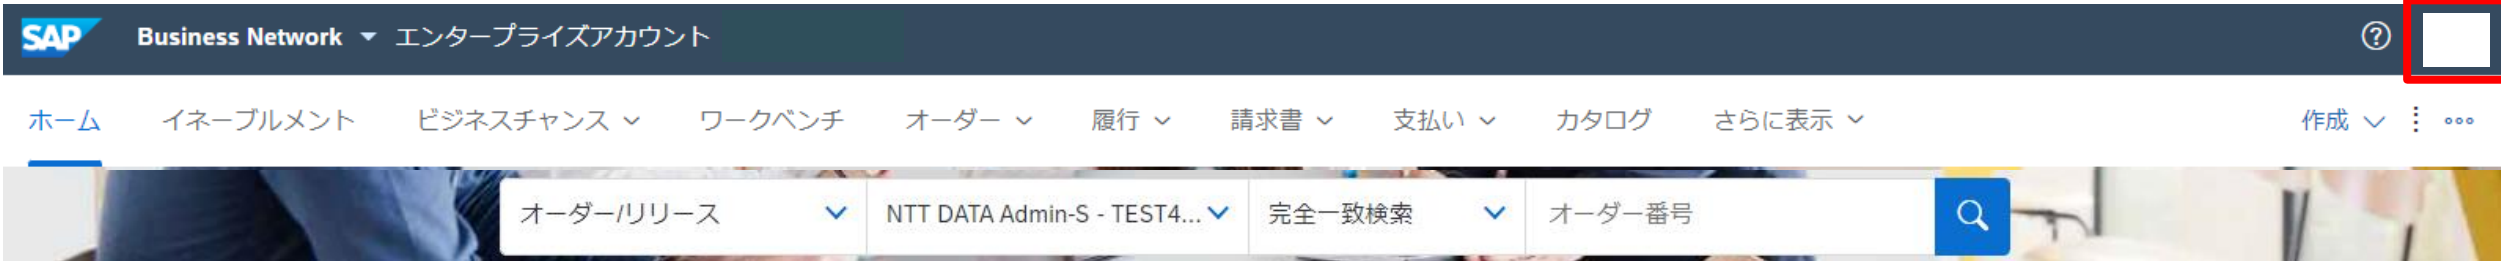 SAP Business Network エンタープライズアカウント
ホーム イネーブルメント ビジネスチャンス ワークベンチ オーダー 履行 請求書 支払い カタログ さらに表示 作成
オーダー/リリース NTT DATA Admin-S - TEST4... 完全一致検索 オーダー番号